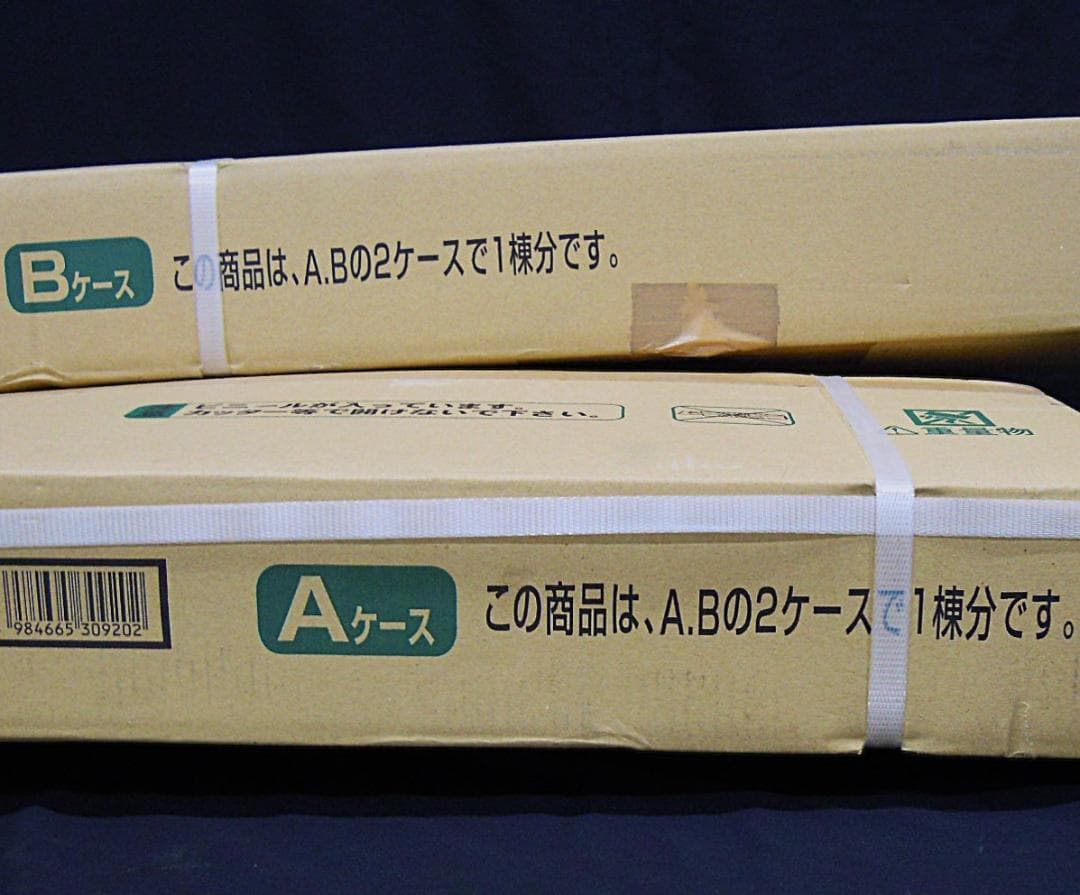 Bケース この商品は、A.Bの2ケースで1棟分です。
ビニールが入っています。
カッター等で開けないで下さい。
重量物
984665 309202
Aケース この商品は、A.Bの2ケースで1棟分です。